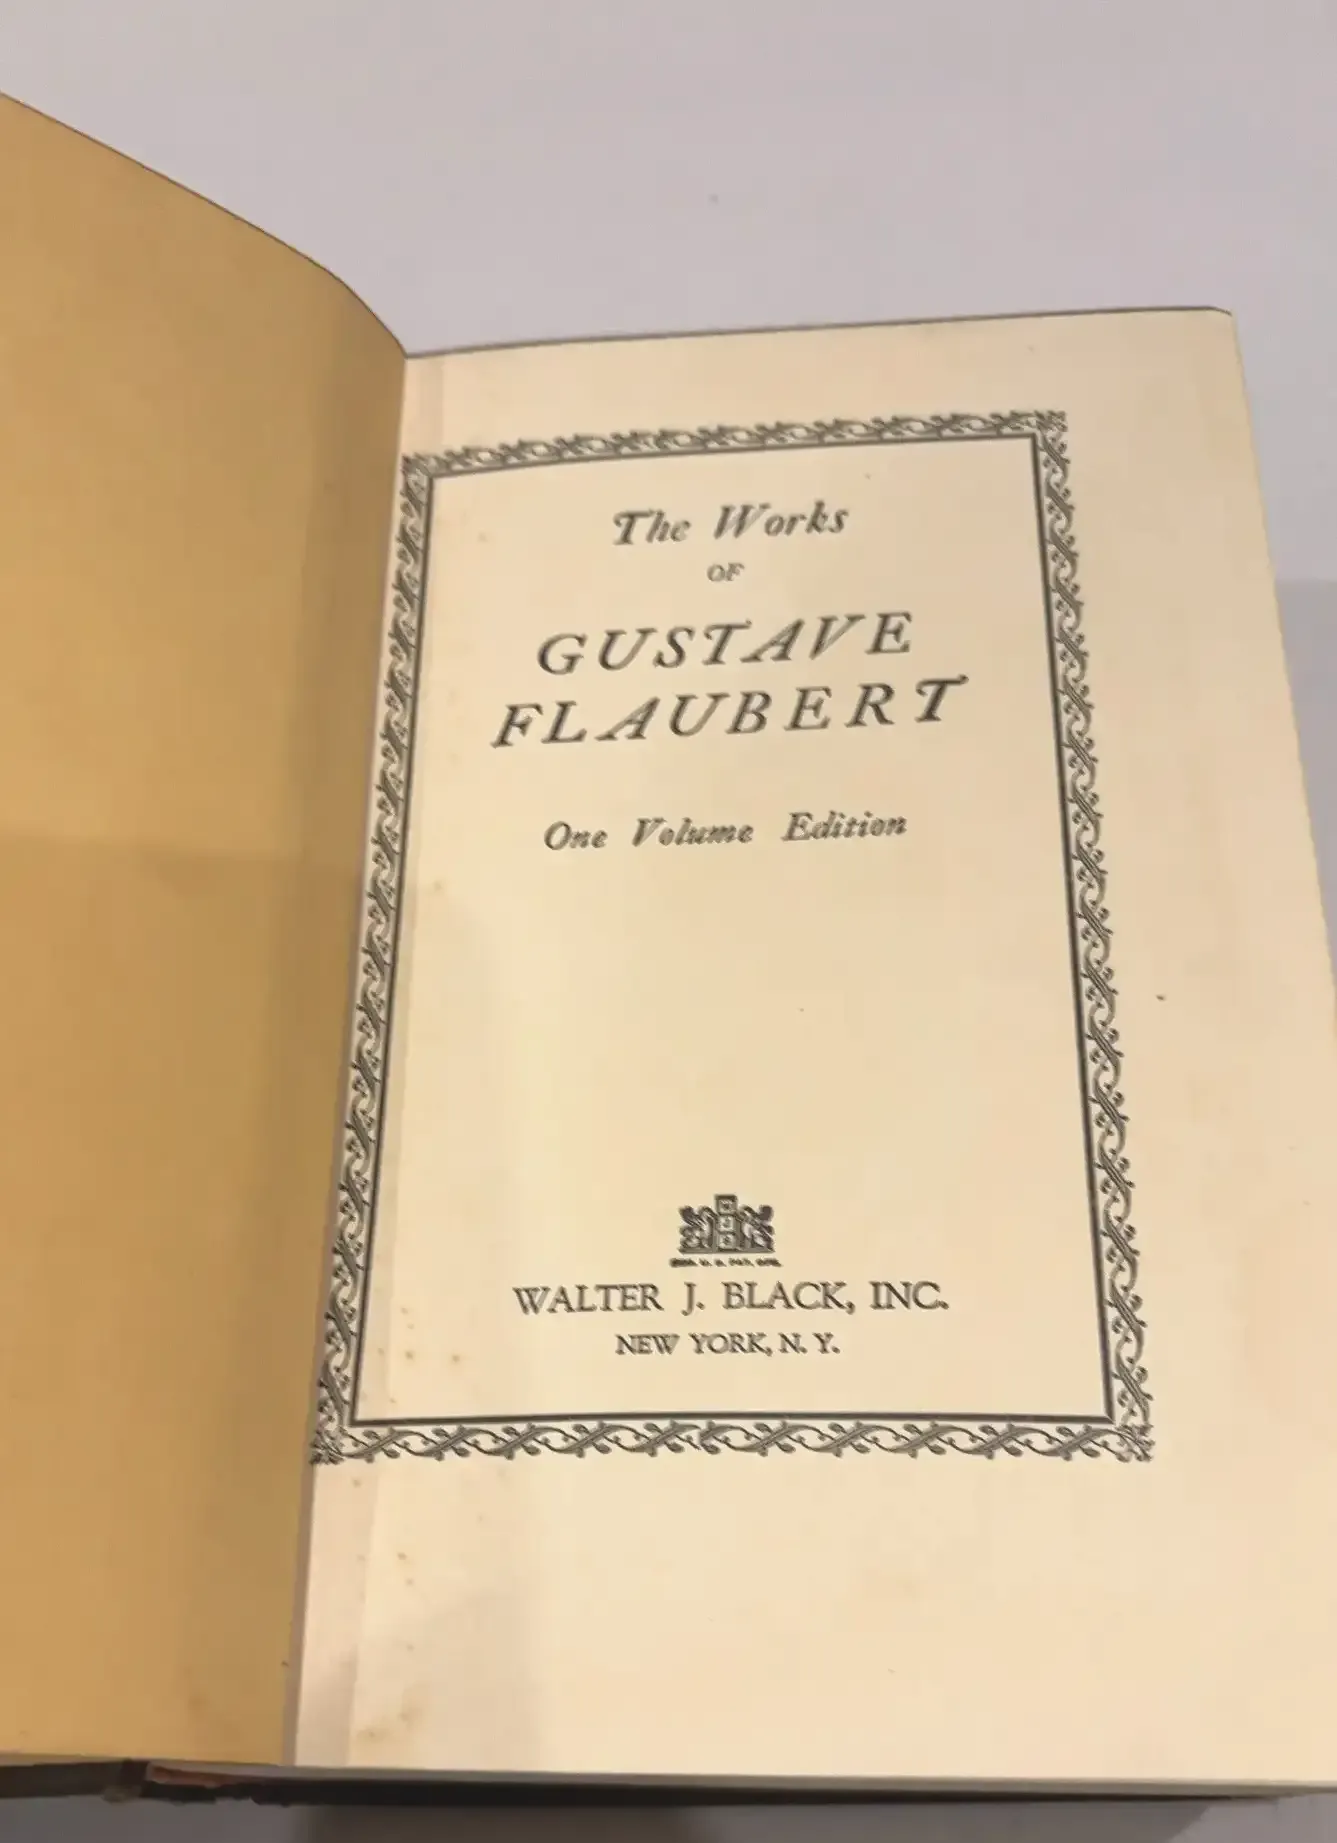 The Works
OF
GUSTAVE
FLAUBERT
One Volume Edition
WALTER J. BLACK, INC.
NEW YORK, N. Y.